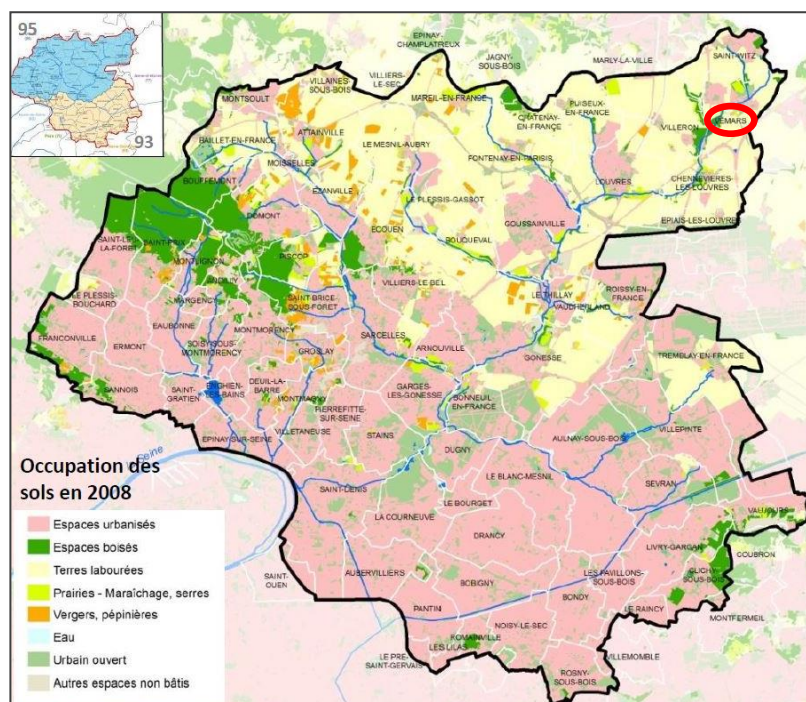 95
93
EPINAY-
CHAMPLATREUX
JAGNY-
SOUS-BOIS
MARLY-LA-VILLE
SAINT-WITZ
VILLIERS-
LE-SEC
VILLAINES-
SOUS-BOIS
MAREIL-EN-FRANCE
MONTSOULT
CHATENAY-
EN-FRANCE
PUISEUX-
EN-FRANCE
VILLERON
VEMARS
ATTAINVILLE
BAILLET-EN-FRANCE
LE MESNIL-AUBRY
MOISSELLES
FONTENAY-EN-PARISIS
LOUVRES
CHENNEVIERES-
LES-LOUVRES
BOUFFEMONT
EZANVILLE
LE PLESSIS-GASSOT
EPIAIS-LES-LOUVRES
DOMONT
GOUSSAINVILLE
ECOUEN
BOUQUEVAL
SAINT-LEU-
LA-FORET
SAINT-PRIX
MONTLIGNON
PISCOP
ANDILLY
VILLIERS-LE-BEL
ROISSY-EN-
FRANCE
LE THILLAY
VAUDHERLAND
LE PLESSIS-
BOUCHARD
MARGENCY
SAINT-BRICE-
SOUS-FORET
FRANCONVILLE
EAUBONNE
MONTMORENCY
SARCELLES
ERMONT
SOISY-SOUS-
MONTMORENCY
GROSLAY
ARNOUVILLE
GONESSE
TREMBLAY-EN-FRANCE
SANNOIS
SAINT-
GRATIEN
ENGHIEN-
LES-BAINS
DEUIL-LA-
BARRE
MONTMAGNY
GARGES-
LES-GONESSE
BONNEUIL-
EN-FRANCE
PIERREFITTE-
SUR-SEINE
EPINAY-SUR-SEINE
VILLETANEUSE
STAINS
VILLEPINTE
AULNAY-SOUS-BOIS
DUGNY
Seine
Occupation des
sols en 2008
SAINT-DENIS
LE BLANC-MESNIL
SEVRAN
LE BOURGET
VAUJOURS
LA COURNEUVE
DRANCY
LIVRY-GARGAN
COUBRON
SAINT-
OUEN
AUBERVILLIERS
BOBIGNY
LES PAVILLONS-
SOUS-BOIS
CLICHY-
SOUS-BOIS
BONDY
PANTIN
LE RAINCY
MONTFERMEIL
NOISY-LE-SEC
ROMAINVILLE
LES LILAS
LE PRE-
SAINT-GERVAIS
VILLEMOMBLE
ROSNY-
SOUS-BOIS
Espaces urbanisés
Espaces boisés
Terres labourées
Prairies - Maraîchage, serres
Vergers, pépinières
Eau
Urbain ouvert
Autres espaces non bâtis